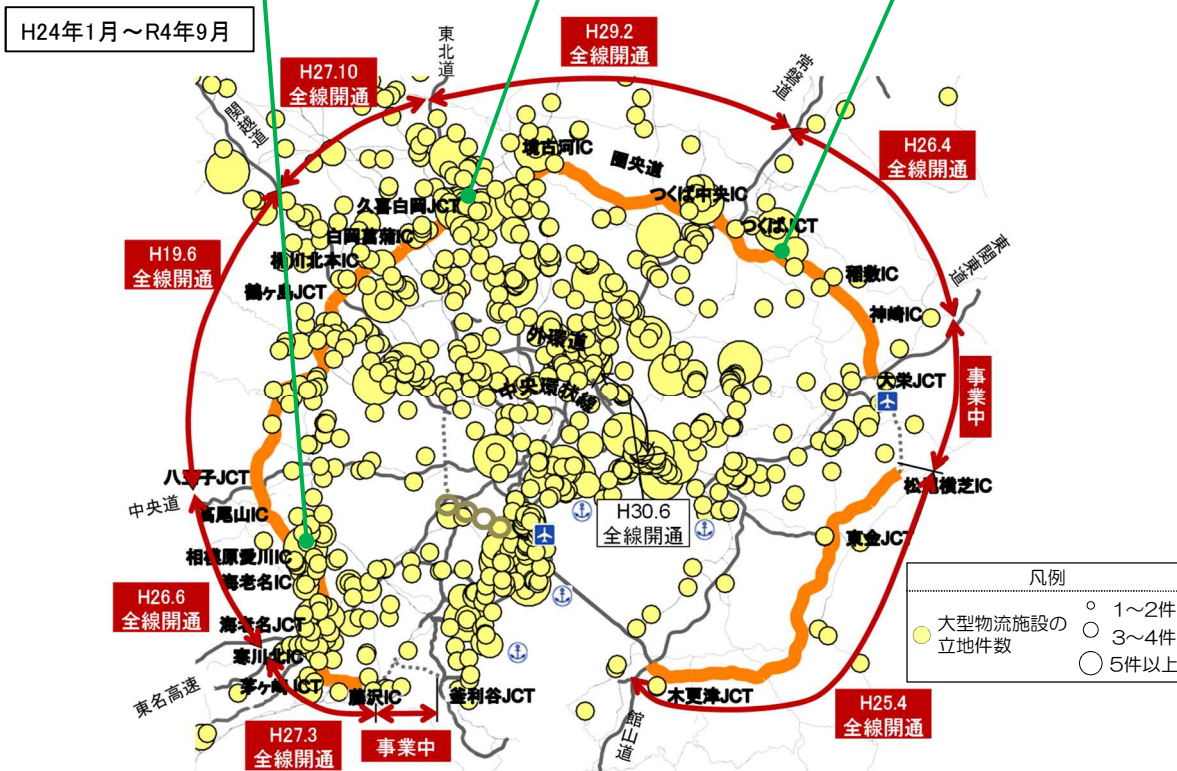 H24年1月～R4年9月
東北道
H29.2
全線開通
H27.10
全線開通
常磐道
関越道
H26.4
全線開通
境古河IC
圏央道
つくば中央IC
久喜白岡JCT
つくばJCT
白岡菖蒲IC
桶川北本IC
H19.6
全線開通
稲敷IC
東関東道
鶴ヶ島JCT
神崎IC
外環道
中央環状線
大栄JCT
事業中
八王子JCT
中央道
松尾横芝IC
高尾山IC
H30.6
全線開通
東金JCT
相模原愛川IC
海老名IC
H26.6
全線開通
海老名JCT
寒川北IC
茅ヶ崎JCT
東名高速
藤沢IC
釜利谷JCT
木更津JCT
館山道
H25.4
全線開通
H27.3
全線開通
事業中
凡例
大型物流施設の
立地件数
1～2件
3～4件
5件以上